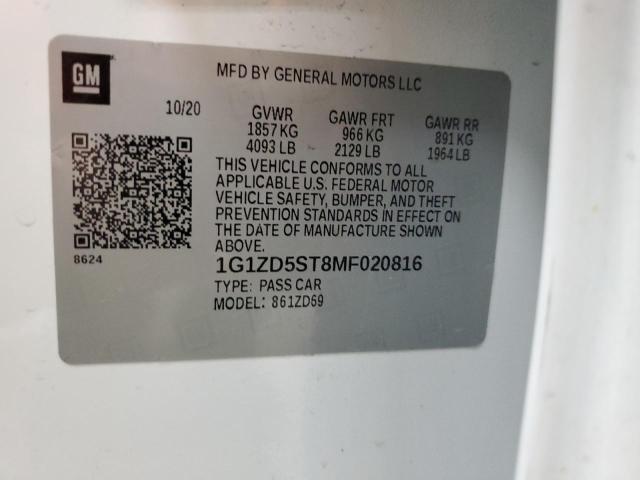 GM
MFD BY GENERAL MOTORS LLC
10/20 GVWR GAWR FRT GAWR RR
1857 KG 966 KG 891 KG
4093 LB 2129 LB 1964 LB
THIS VEHICLE CONFORMS TO ALL
APPLICABLE U.S. FEDERAL MOTOR
VEHICLE SAFETY, BUMPER, AND THEFT
PREVENTION STANDARDS IN EFFECT ON
THE DATE OF MANUFACTURE SHOWN
ABOVE.
8624
1G1ZD5ST8MF020816
TYPE: PASS CAR
MODEL: 861ZD69